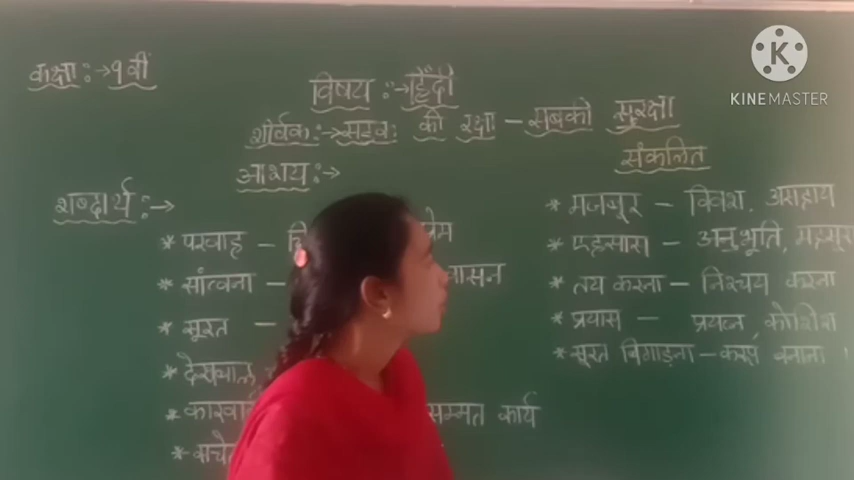 कक्षा :→ ९वीं
विषय :→ हिंदी
शीर्षक :→ सड़क की रक्षा – सबकी सुरक्षा
संकलित
आशय :→
शब्दार्थ :→
* परवाह –
* सांत्वना –
* सूरत –
* देखभाल
सम्मत कार्य
* मजबूर – विवश, असहाय
* एहसास – अनुभूति, महसूस
* तय करना – निश्चय करना
* प्रयास – प्रयत्न, कोशिश
* सूरत बिगाड़ना – बनाना
K
KINEMASTER